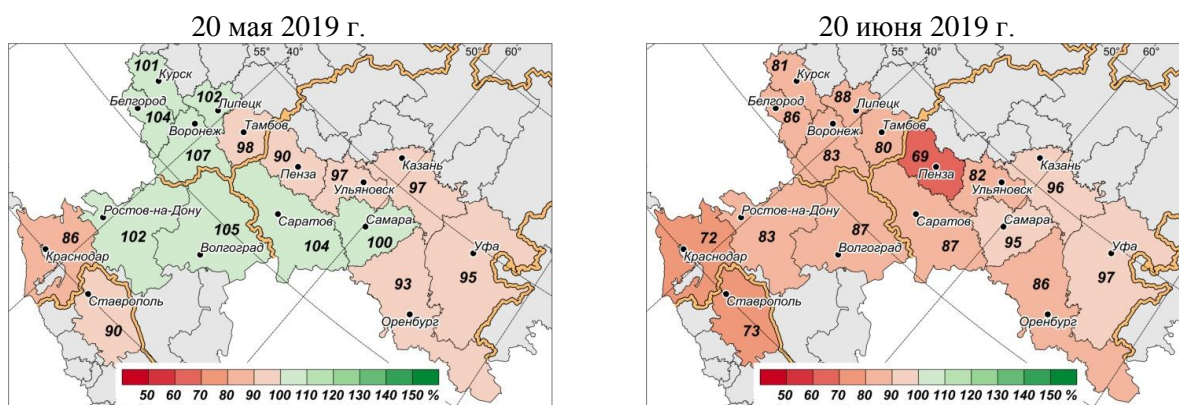 20 мая 2019 г.
55° 40° 50° 60°
101
Курск
102
Липецк
Белгород
104
Воронеж
Тамбов
98
107
90
Пенза
97
Казань
Ульяновск
97
Ростов-на-Дону
86
Краснодар
102
105
Волгоград
Саратов
104
Самара
100
Уфа
95
93
Оренбург
Ставрополь
90
50 60 70 80 90 100 110 120 130 140 150 %
20 июня 2019 г.
55° 40° 50° 60°
81
Курск
88
Липецк
Белгород
86
Воронеж
Тамбов
80
83
69
Пенза
82
Казань
Ульяновск
96
Ростов-на-Дону
72
Краснодар
83
87
Волгоград
Саратов
87
Самара
95
Уфа
97
86
Оренбург
Ставрополь
73
50 60 70 80 90 100 110 120 130 140 150 %